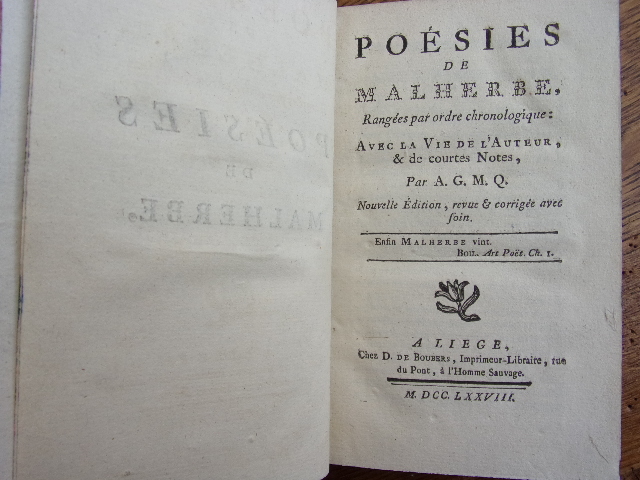 POÉSIES
DE
MALHERBE,
Rangées par ordre chronologique:
AVEC LA VIE DE L'AUTEUR,
& de courtes Notes,
Par A. G. M. Q.
Nouvelle Édition, revue & corrigée avec
ſoin.
Enfin MALHERBE vint.
BOIL. Art Poët. Ch. 1.
A LIEGE,
Chez D. DE BOUBERS, Imprimeur-Libraire, rue
du Pont, à l'Homme Sauvage.
M. DCC. LXXVIII.